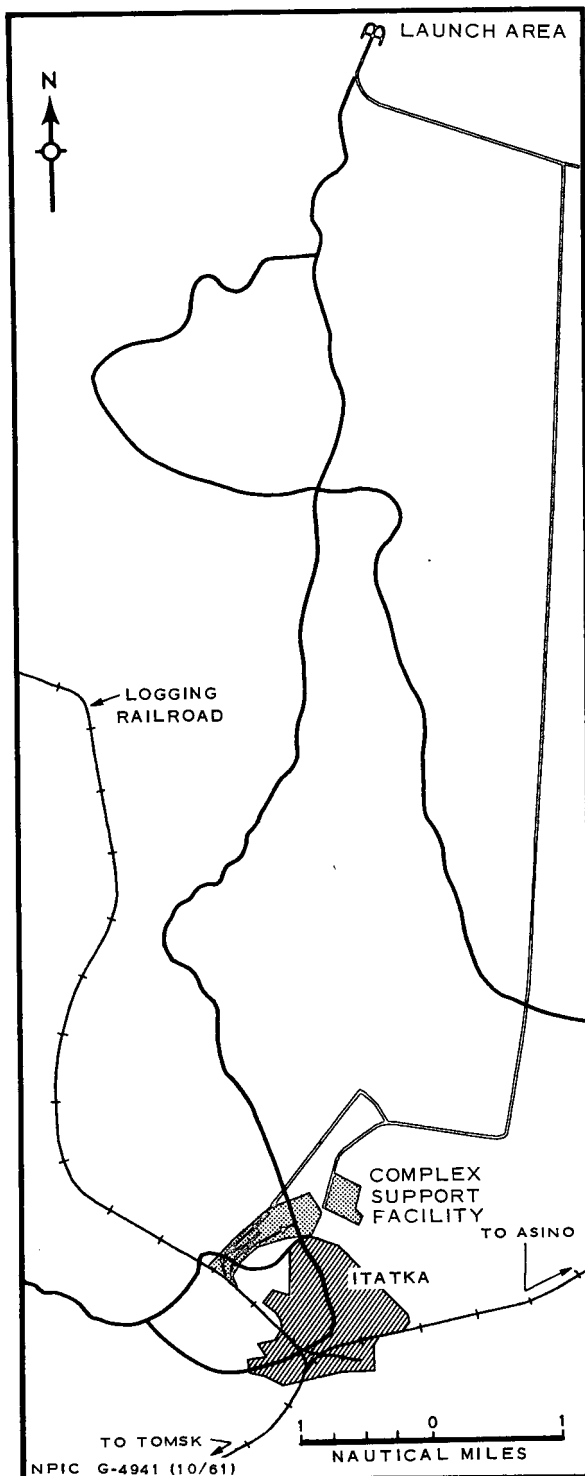 LAUNCH AREA
N
LOGGING
RAILROAD
COMPLEX
SUPPORT
FACILITY
TO ASINO
ITATKA
TO TOMSK
1 0 1
NAUTICAL MILES
NPIC G-4941 (10/61)